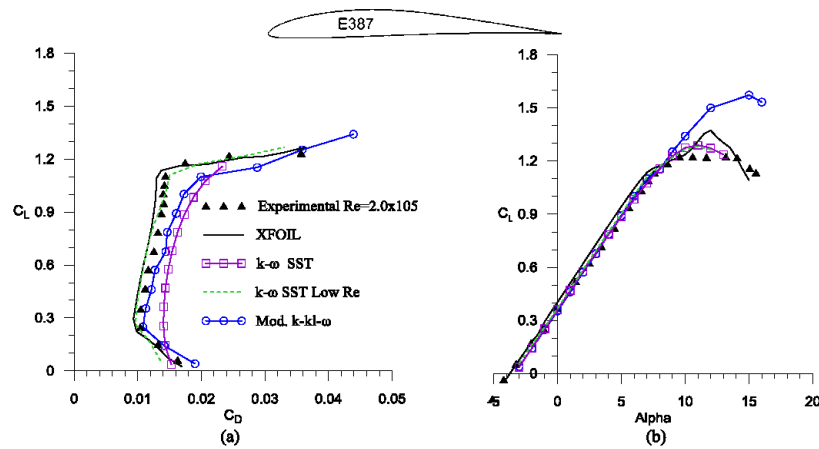 E387
1.8
1.5
1.2
0.9
0.6
0.3
0
C_L
0
0.01
0.02
0.03
0.04
0.05
C_D
(a)
Experimental Re=2.0x105
XFOIL
k-ω SST
k-ω SST Low Re
Mod. k-kl-ω
1.8
1.5
1.2
0.9
0.6
0.3
0
C_L
-5
0
5
10
15
20
Alpha
(b)